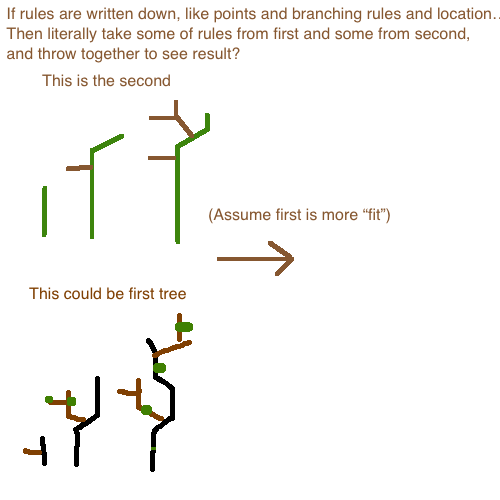 If rules are written down, like points and branching rules and location..
Then literally take some of rules from first and some from second,
and throw together to see result?
This is the second
(Assume first is more “fit”)
This could be first tree